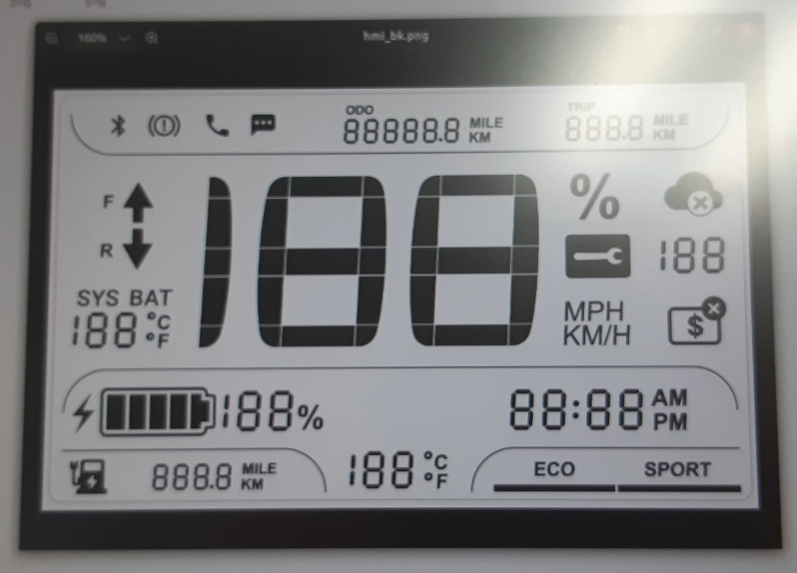 100%
hmi_bk.png
ODO
88888.8 MILE
KM
TRIP
888.8 MILE
KM
F
R
188
%
188
SYS BAT
188 °C
°F
MPH
KM/H
$
188%
88:88 AM
PM
888.8 MILE
KM
188 °C
°F
ECO
SPORT